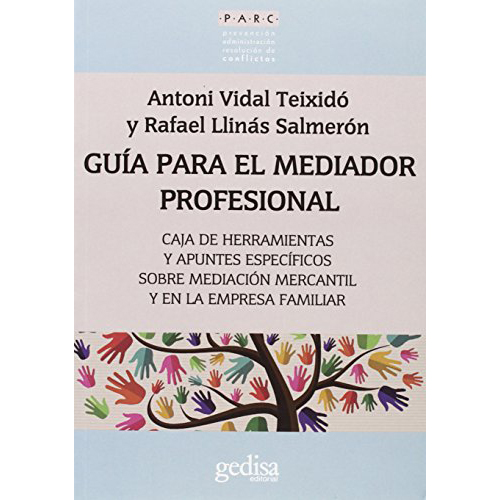 ·P·A·R·C·
prevención
administración
resolución de
conflictos
Antoni Vidal Teixidó
y Rafael Llinás Salmerón
GUÍA PARA EL MEDIADOR
PROFESIONAL
CAJA DE HERRAMIENTAS
Y APUNTES ESPECÍFICOS
SOBRE MEDIACIÓN MERCANTIL
Y EN LA EMPRESA FAMILIAR
gedisa
editorial